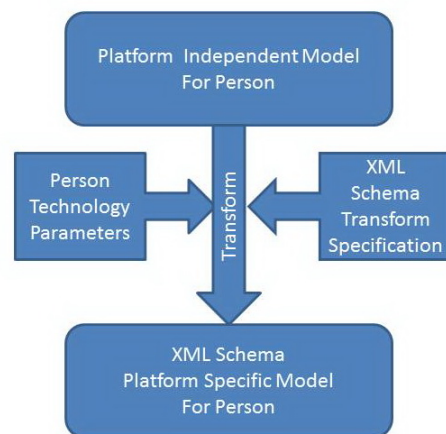 Platform Independent Model
For Person
Person
Technology
Parameters
Transform
XML
Schema
Transform
Specification
XML Schema
Platform Specific Model
For Person